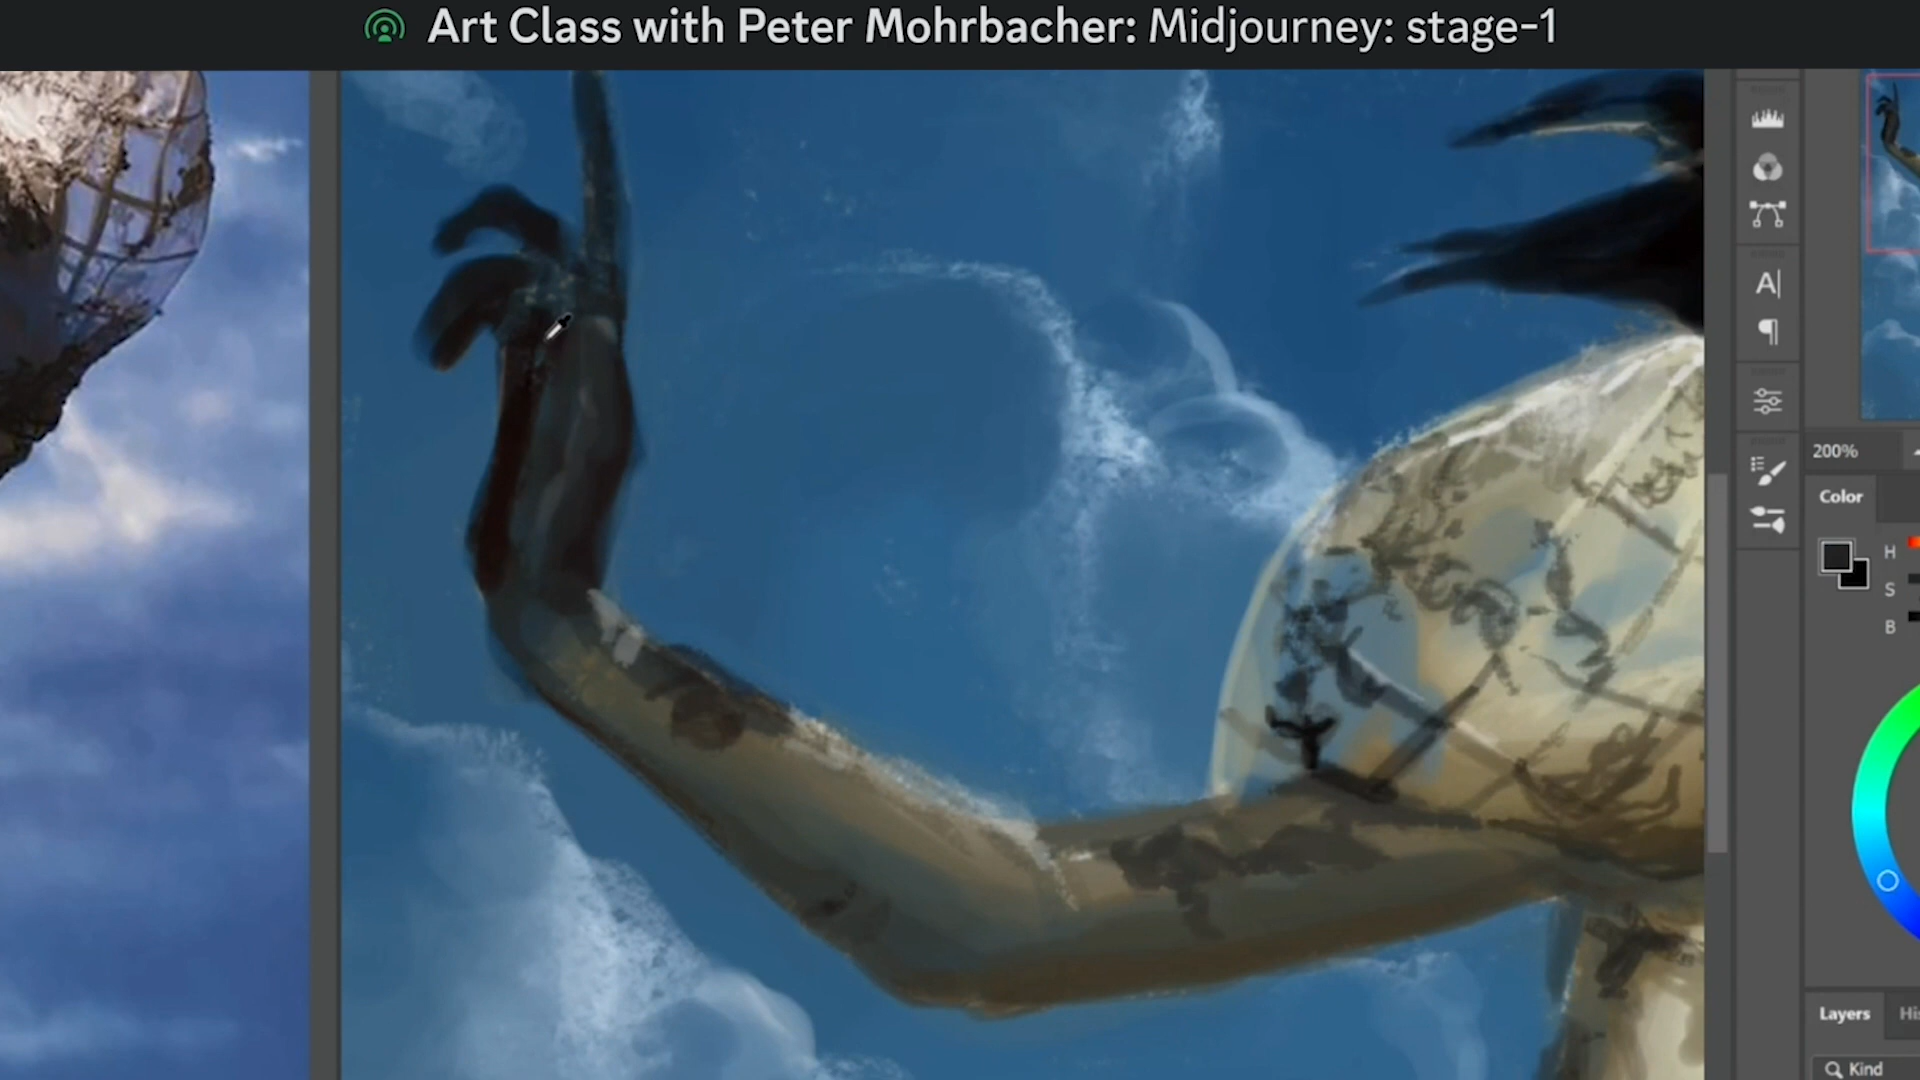 Art Class with Peter Mohrbacher: Midjourney: stage-1
A|
200%
Color
H
S
B
Layers
Kind